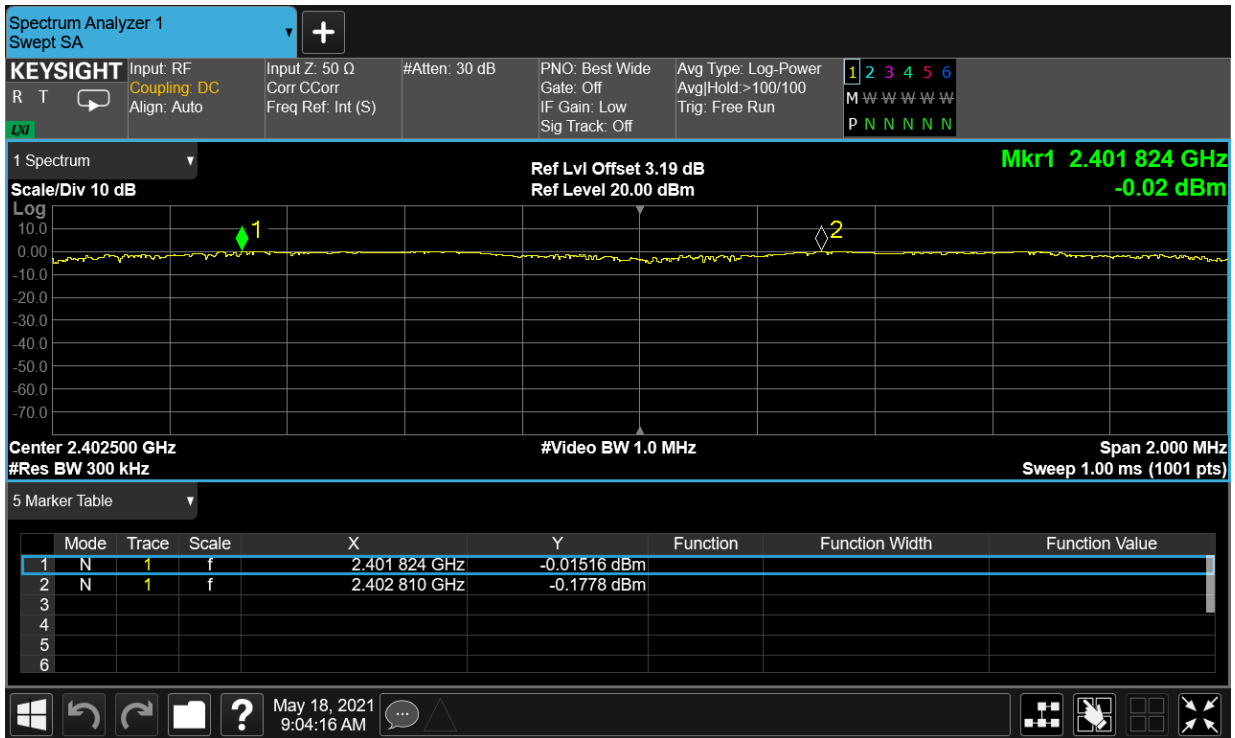 Spectrum Analyzer 1
Swept SA
+
KEYSIGHT
R T
LXI
Input: RF
Coupling: DC
Align: Auto
Input Z: 50 Ω
Corr CCorr
Freq Ref: Int (S)
#Atten: 30 dB
PNO: Best Wide
Gate: Off
IF Gain: Low
Sig Track: Off
Avg Type: Log-Power
Avg|Hold:>100/100
Trig: Free Run
1 2 3 4 5 6
M W W W W W
P N N N N N
1 Spectrum
Scale/Div 10 dB
Ref Lvl Offset 3.19 dB
Ref Level 20.00 dBm
Mkr1 2.401 824 GHz
-0.02 dBm
Log
10.0
0.00
-10.0
-20.0
-30.0
-40.0
-50.0
-60.0
-70.0
1
2
Center 2.402500 GHz
#Res BW 300 kHz
#Video BW 1.0 MHz
Span 2.000 MHz
Sweep 1.00 ms (1001 pts)
5 Marker Table
Mode Trace Scale X Y Function Function Width Function Value
1 N 1 f 2.401 824 GHz -0.01516 dBm
2 N 1 f 2.402 810 GHz -0.1778 dBm
3
4
5
6
?
May 18, 2021
9:04:16 AM